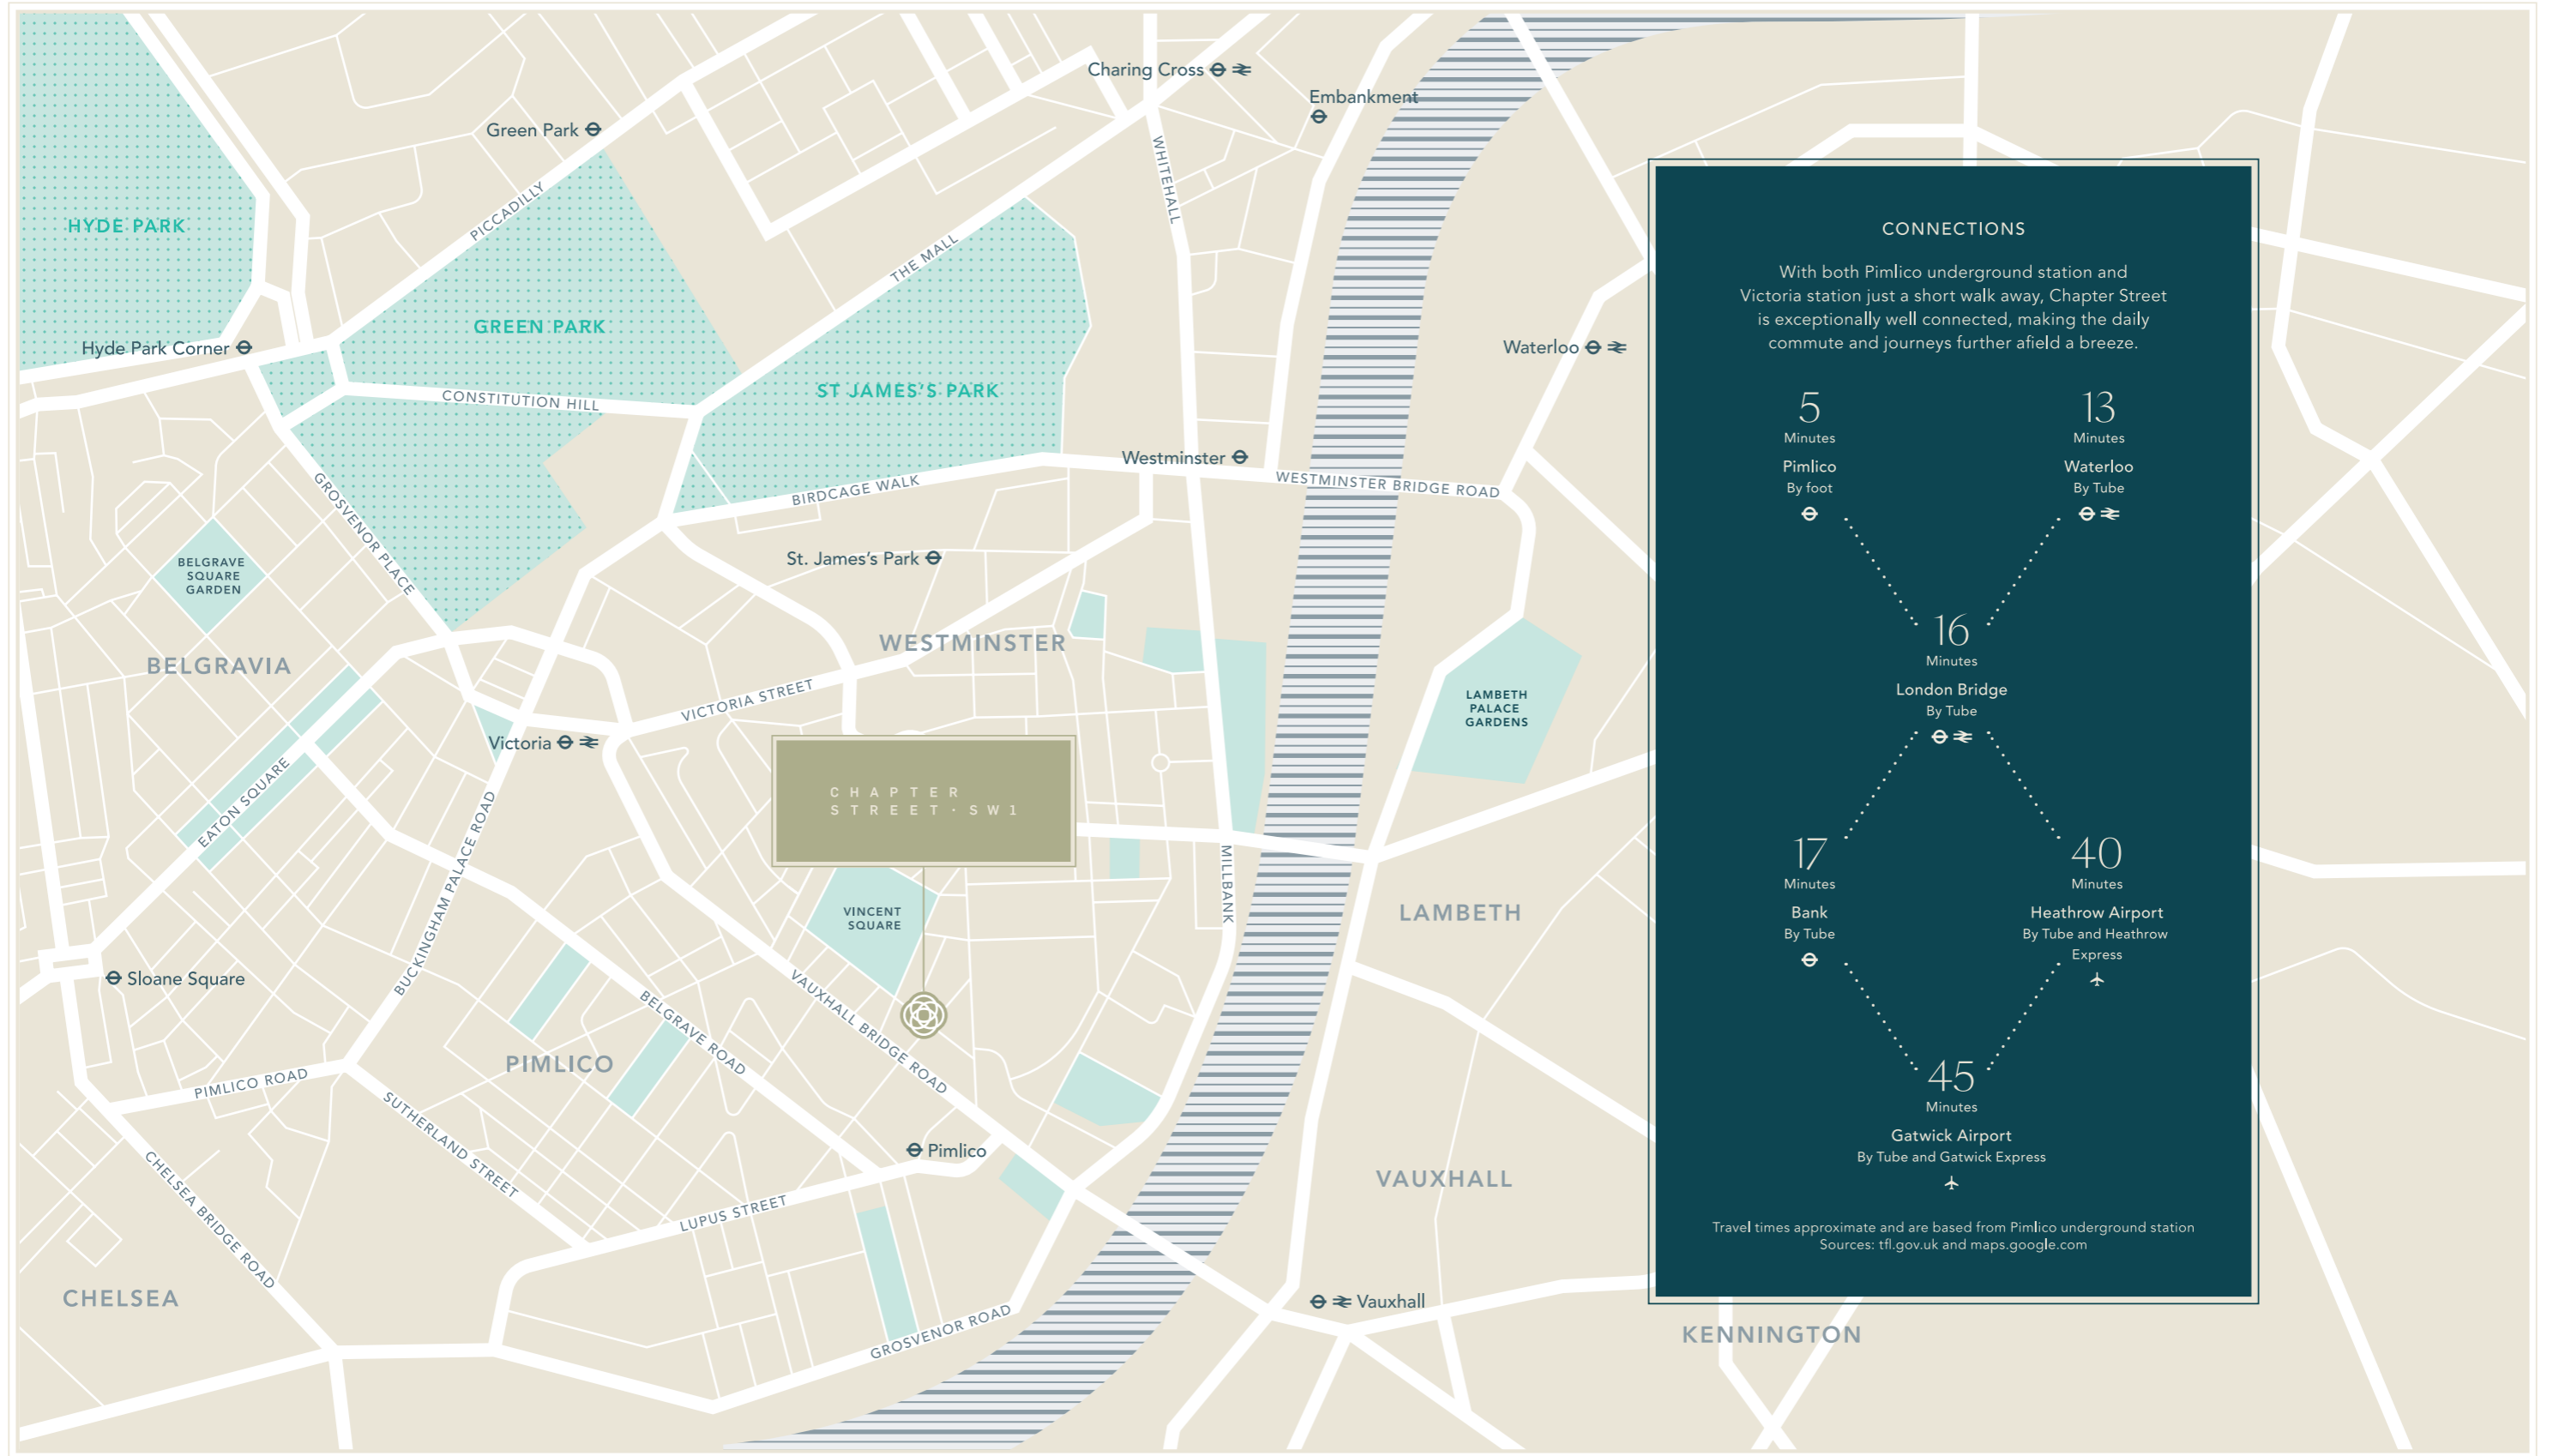 Charing Cross
Embankment
Green Park
WHITEHALL
PICCADILLY
HYDE PARK
THE MALL
GREEN PARK
Hyde Park Corner
Waterloo
ST JAMES'S PARK
CONSTITUTION HILL
Westminster
WESTMINSTER BRIDGE ROAD
BIRDCAGE WALK
GROSVENOR PLACE
St. James's Park
BELGRAVE
SQUARE
GARDEN
WESTMINSTER
BELGRAVIA
VICTORIA STREET
LAMBETH
PALACE
GARDENS
Victoria
EATON SQUARE
CHAPTER
STREET · SW1
BUCKINGHAM PALACE ROAD
MILLBANK
VINCENT
SQUARE
LAMBETH
Sloane Square
BELGRAVE ROAD
VAUXHALL BRIDGE ROAD
PIMLICO
PIMLICO ROAD
SUTHERLAND STREET
Pimlico
VAUXHALL
CHELSEA BRIDGE ROAD
LUPUS STREET
CHELSEA
Vauxhall
GROSVENOR ROAD
KENNINGTON
CONNECTIONS
With both Pimlico underground station and
Victoria station just a short walk away, Chapter Street
is exceptionally well connected, making the daily
commute and journeys further afield a breeze.
5
Minutes
Pimlico
By foot
13
Minutes
Waterloo
By Tube
16
Minutes
London Bridge
By Tube
17
Minutes
Bank
By Tube
40
Minutes
Heathrow Airport
By Tube and Heathrow
Express
45
Minutes
Gatwick Airport
By Tube and Gatwick Express
Travel times approximate and are based from Pimlico underground station
Sources: tfl.gov.uk and maps.google.com